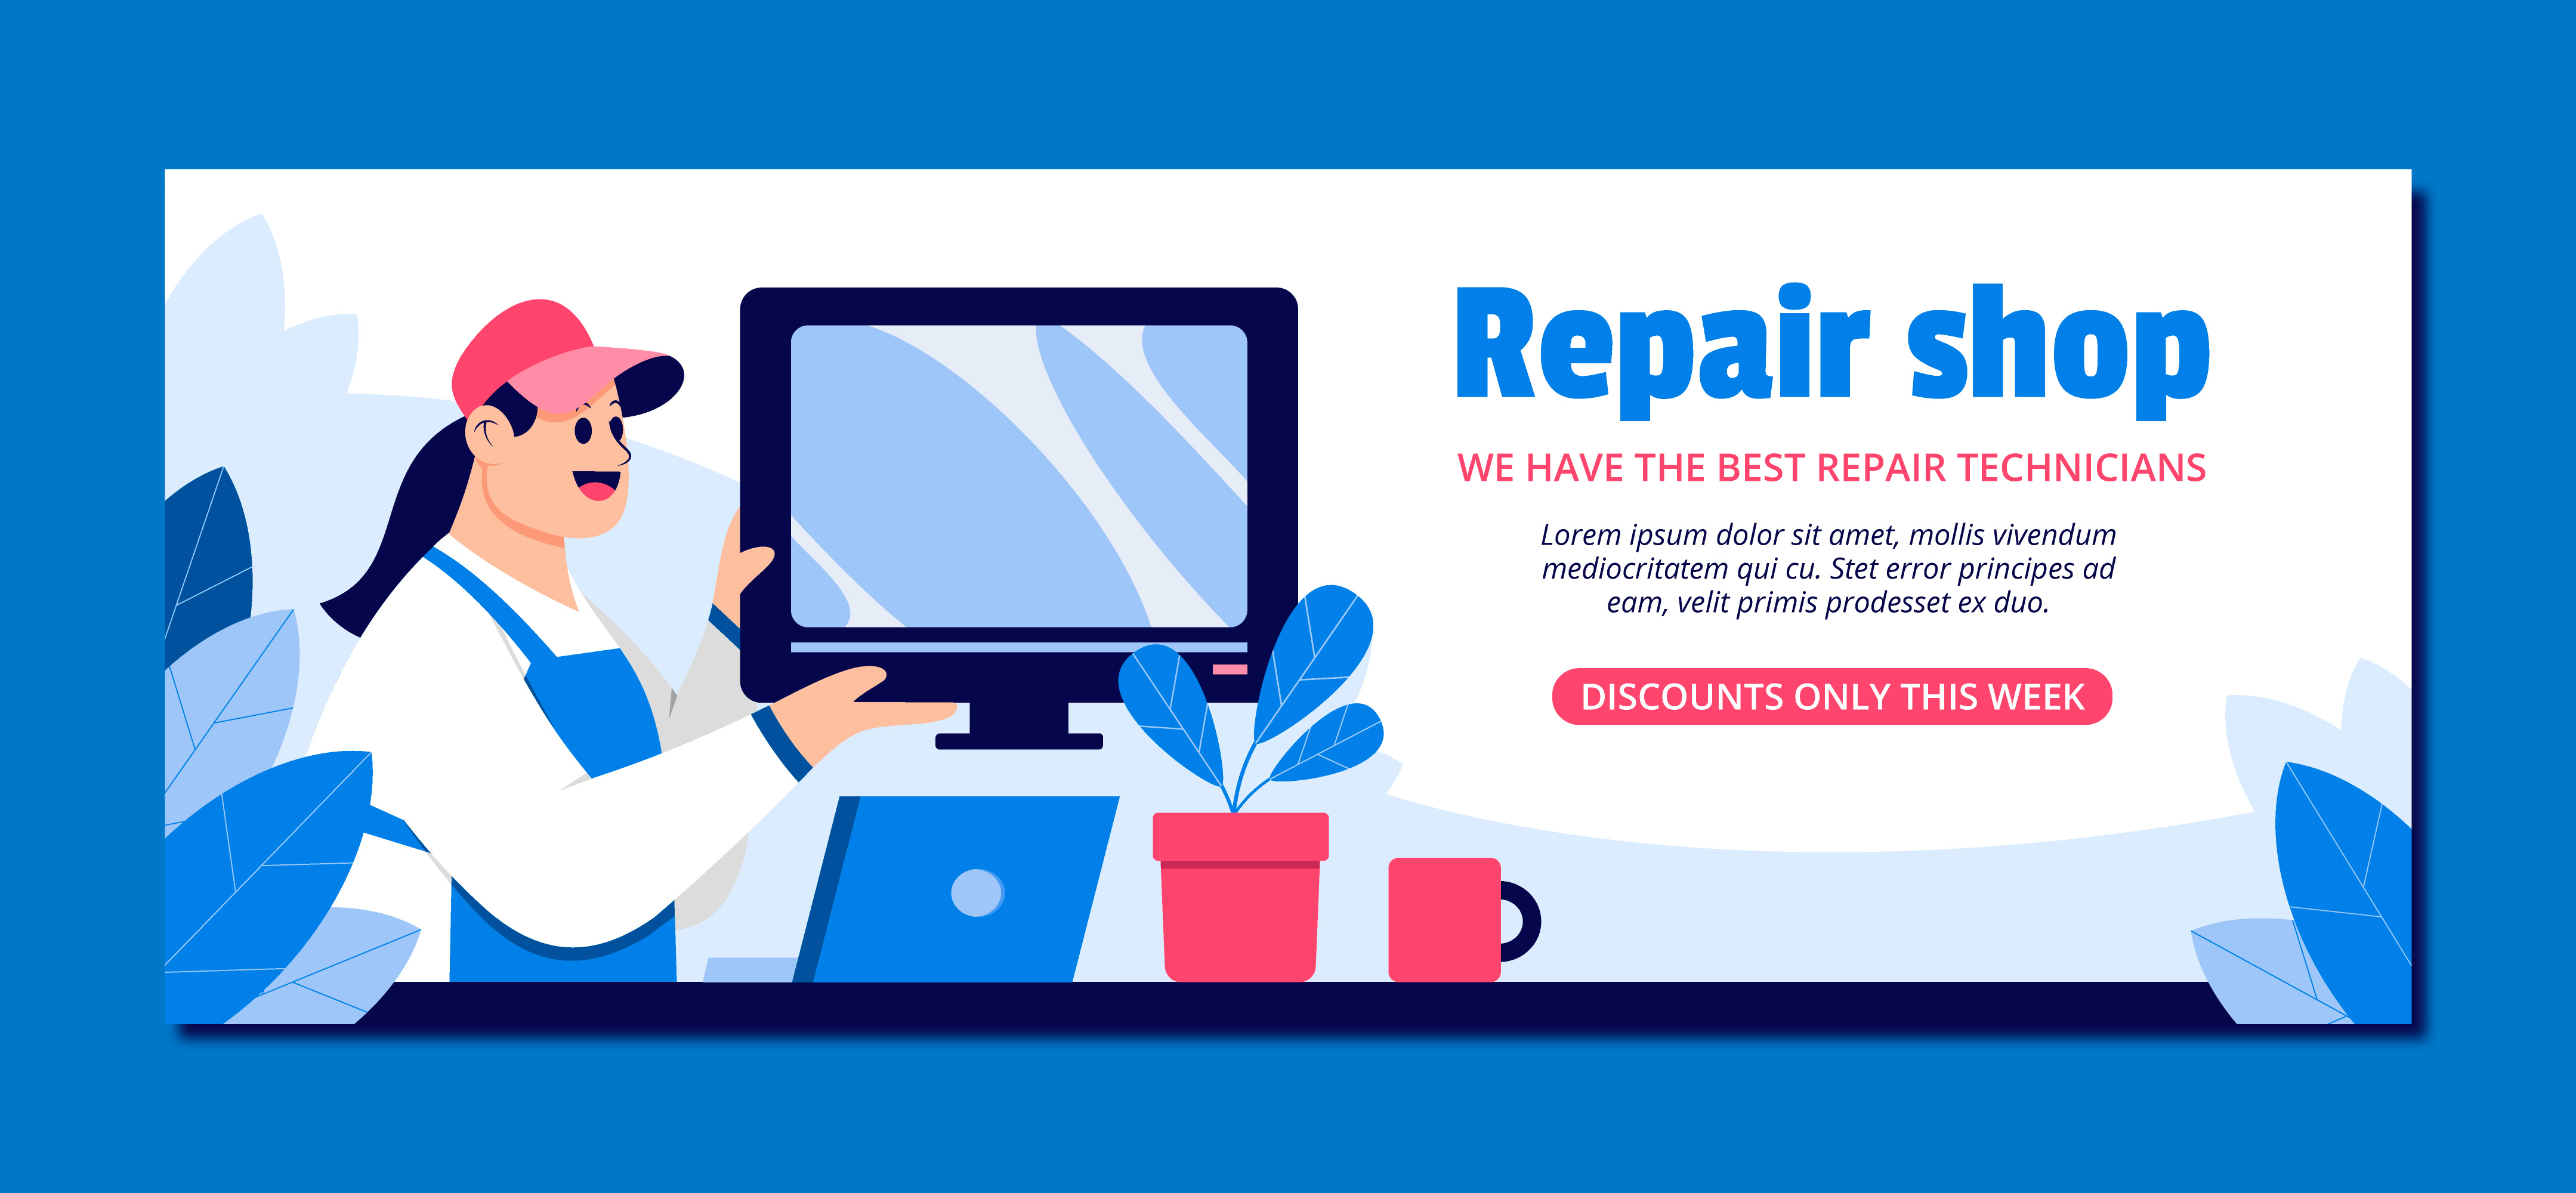 Repair shop
WE HAVE THE BEST REPAIR TECHNICIANS
Lorem ipsum dolor sit amet, mollis vivendum
mediocritatem qui cu. Stet error principes ad
eam, velit primis prodesset ex duo.
DISCOUNTS ONLY THIS WEEK